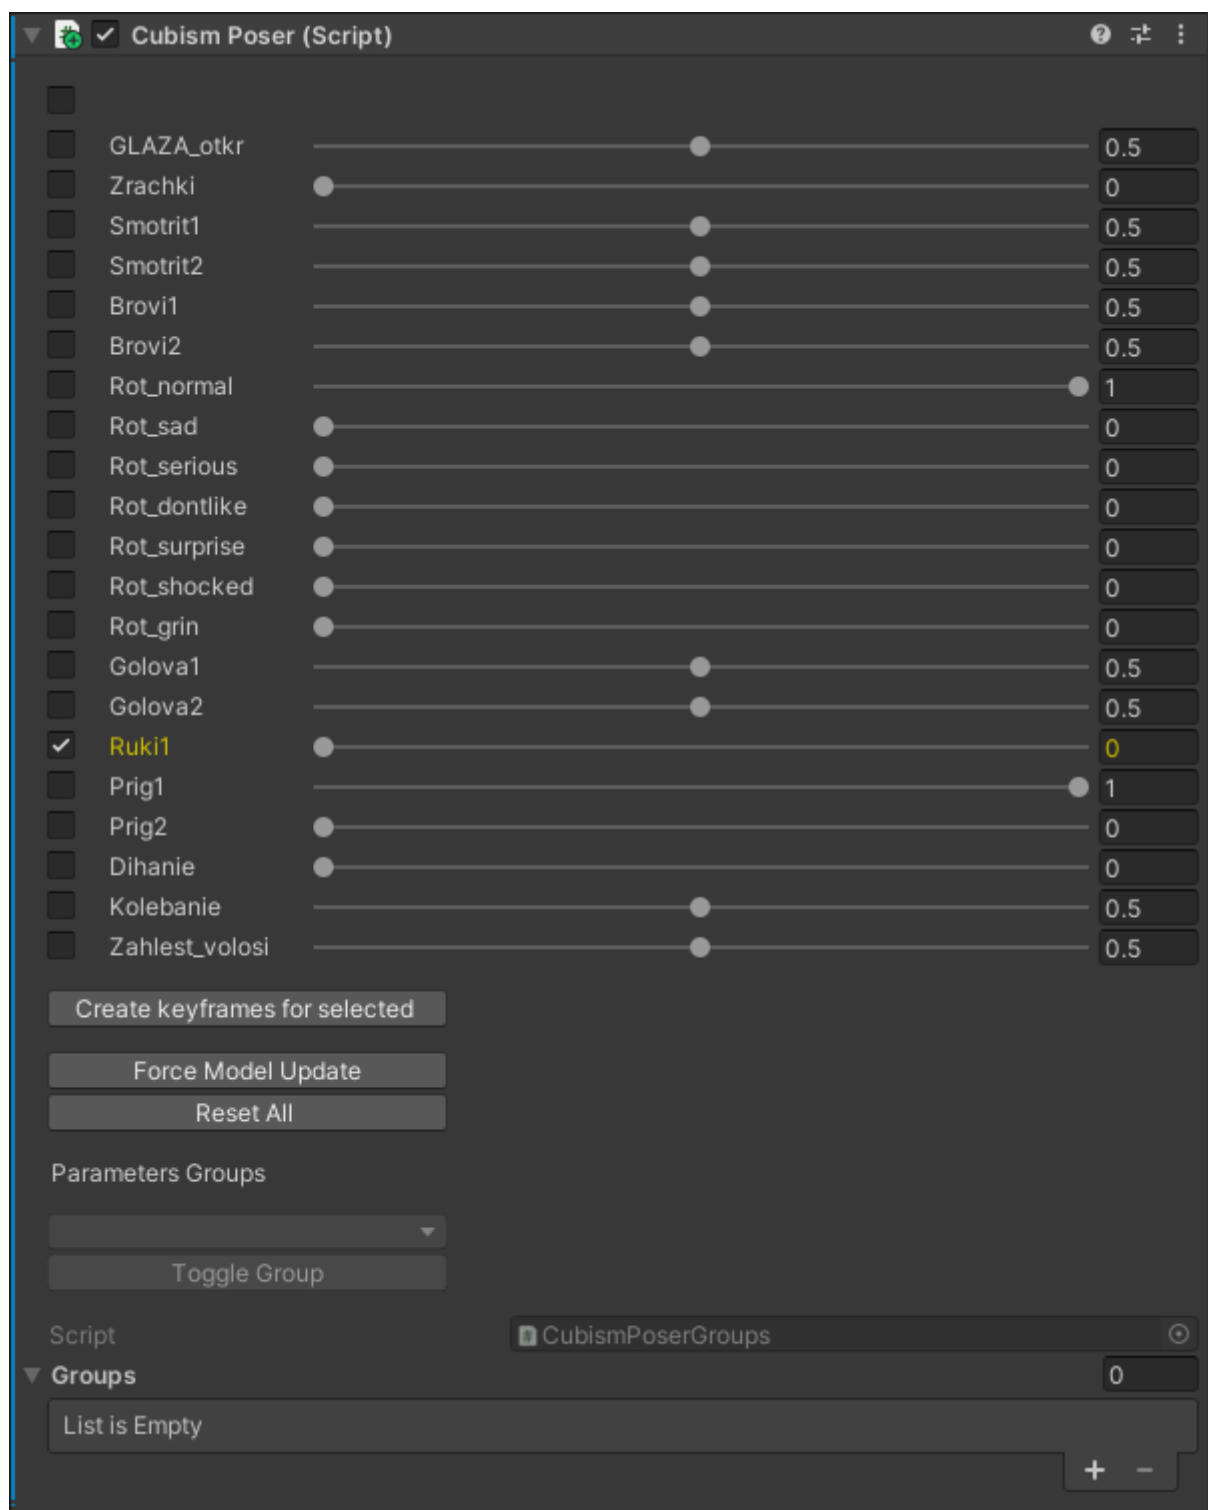 Cubism Poser (Script)
GLAZA_otkr 0.5
Zrachki 0
Smotrit1 0.5
Smotrit2 0.5
Brovi1 0.5
Brovi2 0.5
Rot_normal 1
Rot_sad 0
Rot_serious 0
Rot_dontlike 0
Rot_surprise 0
Rot_shocked 0
Rot_grin 0
Golova1 0.5
Golova2 0.5
Ruki1 0
Prig1 1
Prig2 0
Dihanie 0
Kolebanie 0.5
Zahlest_volosi 0.5
Create keyframes for selected
Force Model Update
Reset All
Parameters Groups
Toggle Group
Script CubismPoserGroups
Groups 0
List is Empty